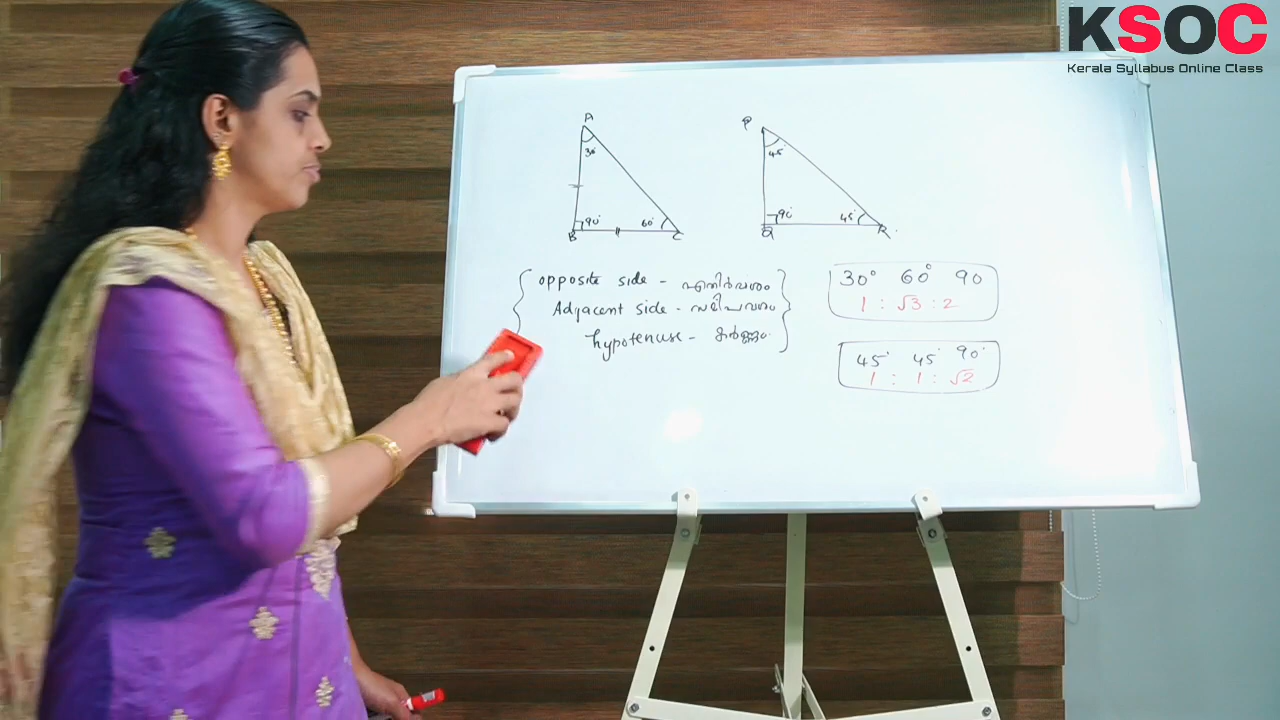 KSOC
Kerala Syllabus Online Class
A
30°
B
90°
60°
C
P
45°
Q
90°
45°
R
opposite side - എതിർവശം
Adjacent side - സമീപവശം
hypotenuse - കർണ്ണം
30° 60° 90
1 : √3 : 2
45° 45° 90°
1 : 1 : √2